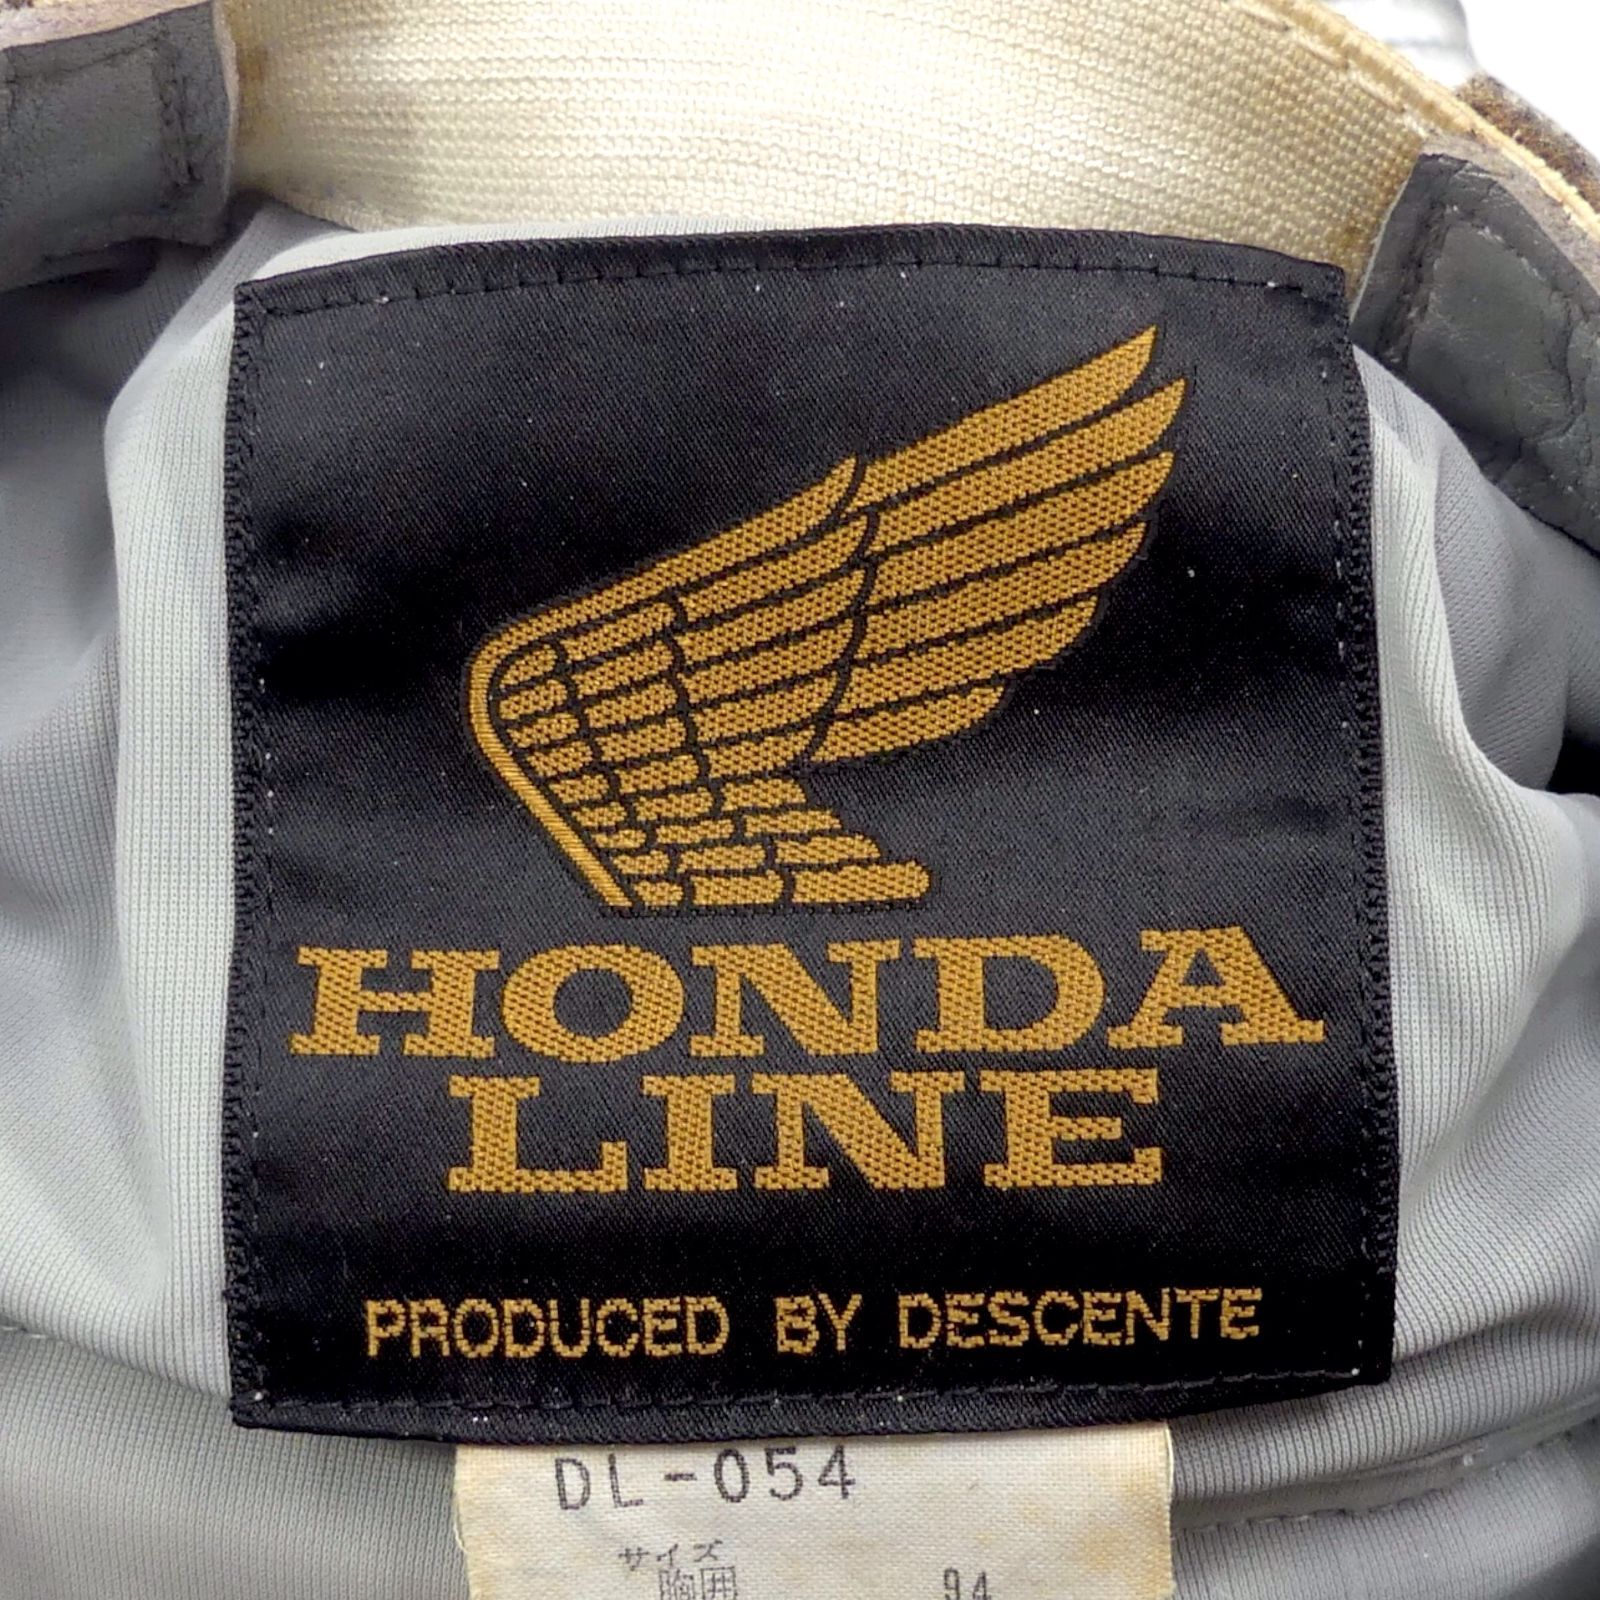 HONDA
LINE
PRODUCED BY DESCENTE
DL-054
サイズ
胸囲 94